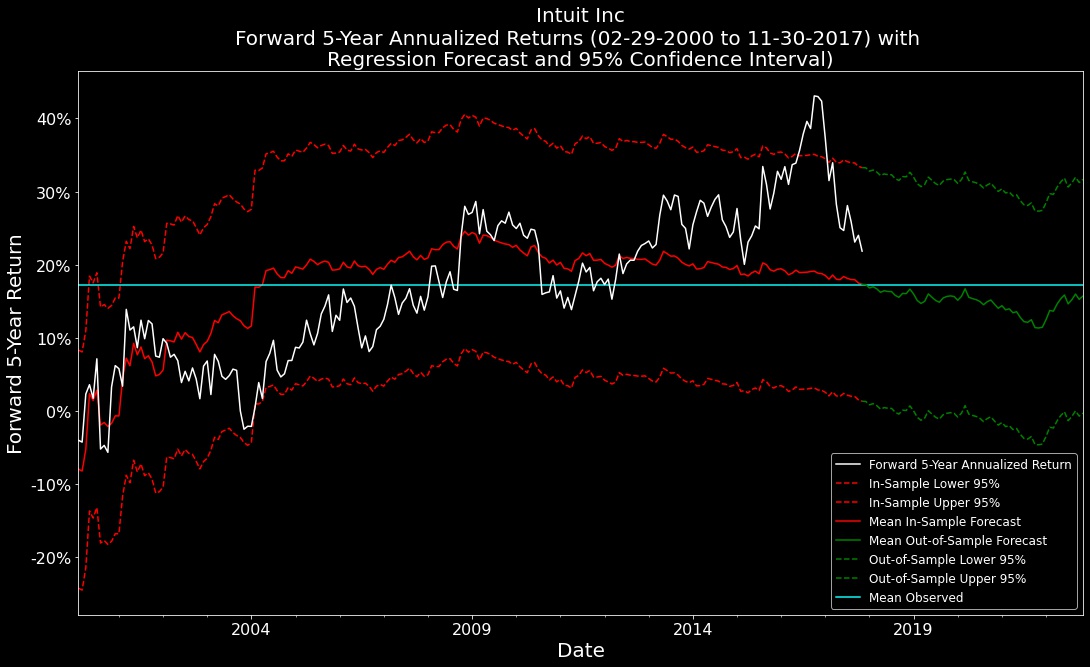 Intuit Inc
Forward 5-Year Annualized Returns (02-29-2000 to 11-30-2017) with
Regression Forecast and 95% Confidence Interval)
Forward 5-Year Return
40%
30%
20%
10%
0%
-10%
-20%
2004
2009
2014
2019
Date
Forward 5-Year Annualized Return
In-Sample Lower 95%
In-Sample Upper 95%
Mean In-Sample Forecast
Mean Out-of-Sample Forecast
Out-of-Sample Lower 95%
Out-of-Sample Upper 95%
Mean Observed